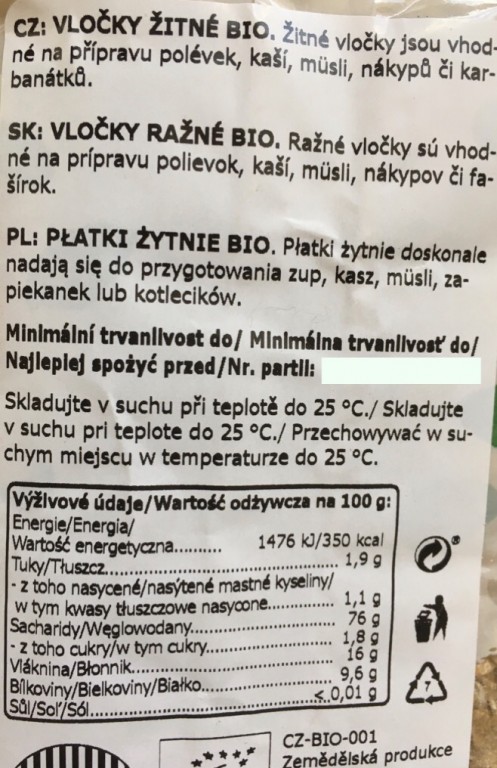 CZ: VLOČKY ŽITNÉ BIO. Žitné vločky jsou vhod-
né na přípravu polévek, kaší, müsli, nákypů či kar-
banátků.
SK: VLOČKY RAŽNÉ BIO. Ražné vločky sú vhod-
né na prípravu polievok, kaší, müsli, nákypov či fa-
šírok.
PL: PŁATKI ŻYTNIE BIO. Płatki żytnie doskonale
nadają się do przygotowania zup, kasz, müsli, za-
piekanek lub kotlecików.
Minimální trvanlivost do/ Minimálna trvanlivosť do/
Najlepiej spożyć przed/Nr. partii:
Skladujte v suchu při teplotě do 25 °C./ Skladujte
v suchu pri teplote do 25 °C./ Przechowywać w su-
chym miejscu w temperaturze do 25 °C.
Výživové údaje/Wartość odżywcza na 100 g:
Energie/Energia/
Wartość energetyczna.......... 1476 kJ/350 kcal
Tuky/Tłuszcz.......... 1,9 g
- z toho nasycené/nasýtené mastné kyseliny/
w tym kwasy tłuszczowe nasycone.......... 1,1 g
Sacharidy/Węglowodany.......... 76 g
- z toho cukry/w tym cukry.......... 1,8 g
Vláknina/Błonnik.......... 16 g
Bílkoviny/Bielkoviny/Białko.......... 9,6 g
Sůl/Soľ/Sól.......... <0,01 g
7
CZ-BIO-001
Zemědělská produkce